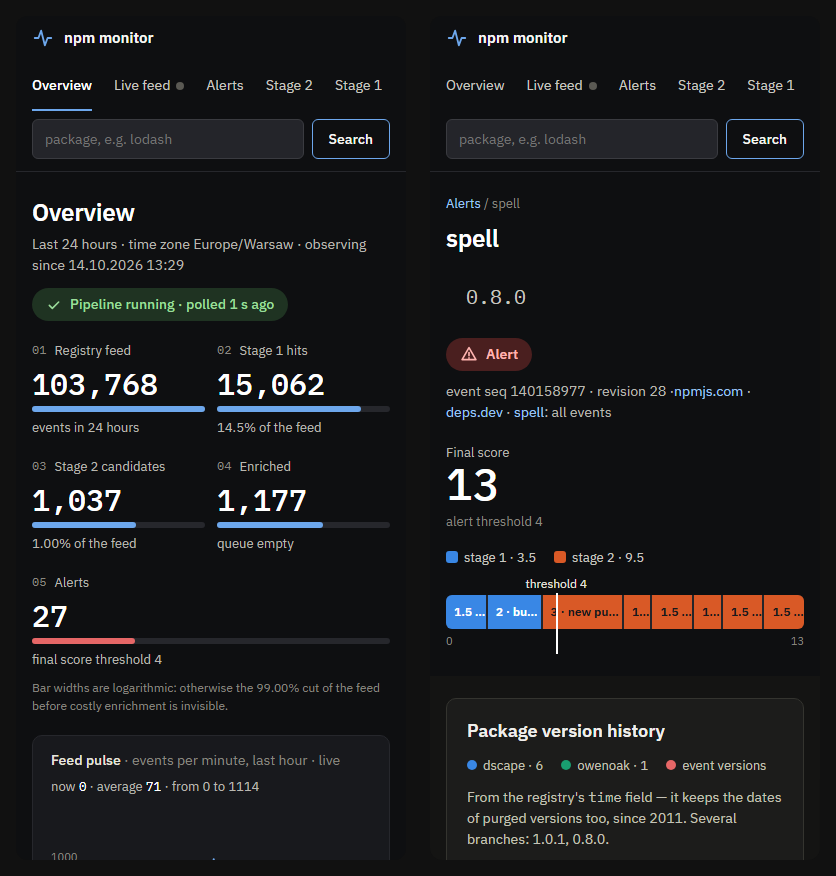 npm monitor
Overview Live feed Alerts Stage 2 Stage 1
package, e.g. lodash Search
Overview
Last 24 hours · time zone Europe/Warsaw · observing
since 14.10.2026 13:29
Pipeline running · polled 1 s ago
01 Registry feed
103,768
events in 24 hours
02 Stage 1 hits
15,062
14.5% of the feed
03 Stage 2 candidates
1,037
1.00% of the feed
04 Enriched
1,177
queue empty
05 Alerts
27
final score threshold 4
Bar widths are logarithmic: otherwise the 99.00% cut of the feed
before costly enrichment is invisible.
Feed pulse · events per minute, last hour · live
now 0 · average 71 · from 0 to 1114
1000
npm monitor
Overview Live feed Alerts Stage 2 Stage 1
package, e.g. lodash Search
Alerts / spell
spell
0.8.0
Alert
event seq 140158977 · revision 28 ·npmjs.com ·
deps.dev · spell: all events
Final score
13
alert threshold 4
stage 1 · 3.5 stage 2 · 9.5
threshold 4
1.5 ... 2 · bu... 3 · new pu... 1... 1.5 ... 1... 1.5 ... 1.5 ...
0 13
Package version history
dscape · 6 owenoak · 1 event versions
From the registry's time field — it keeps the dates
of purged versions too, since 2011. Several
branches: 1.0.1, 0.8.0.